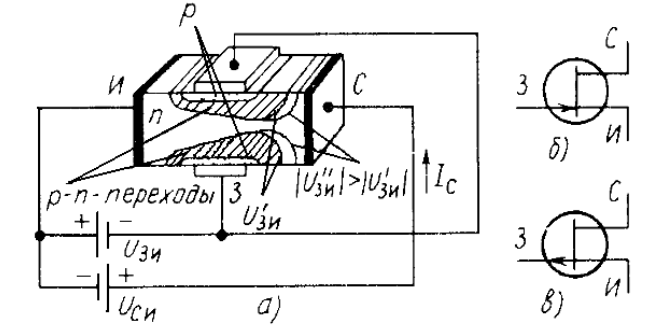 p
И
n
С
З
С
И
б)
p-n-переходы
З
U′ЗИ
|U″ЗИ|>|U′ЗИ|
IС
+ -
UЗИ
- +
UСИ
а)
З
С
И
в)